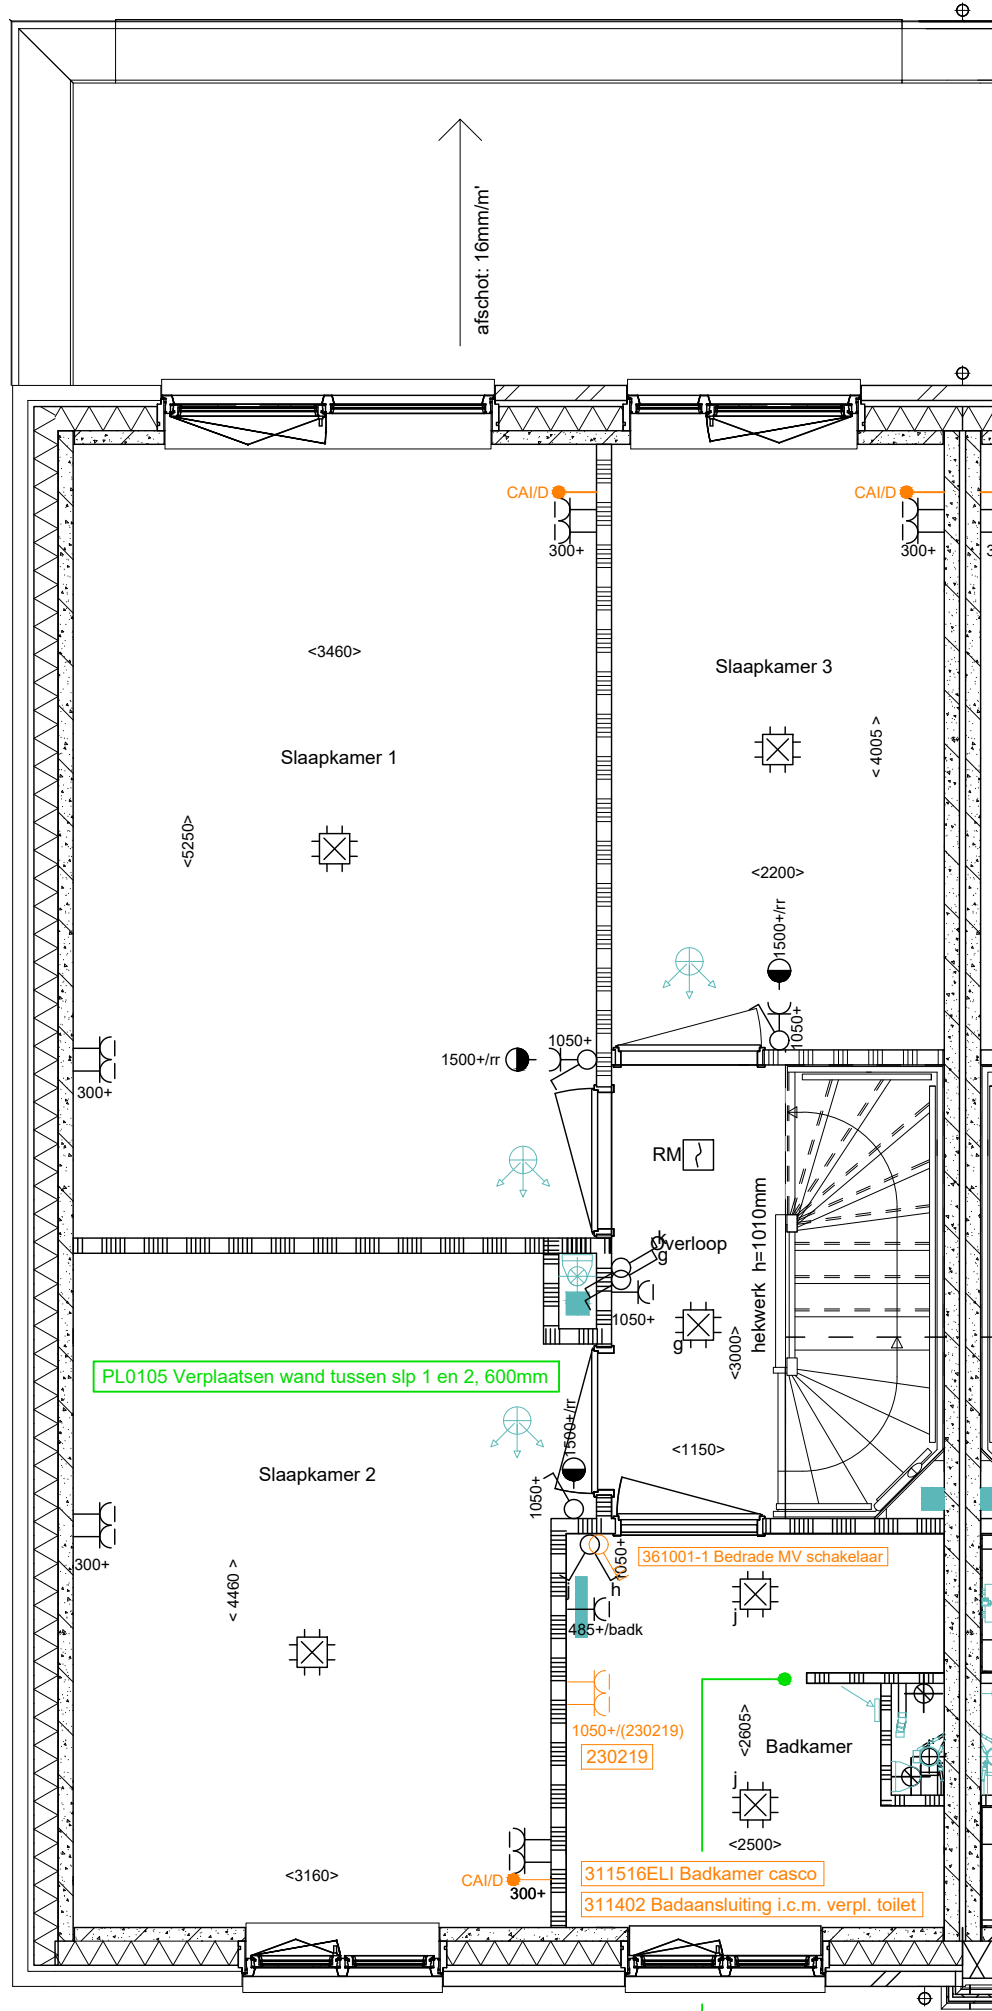 afschot: 16mm/m'
CAI/D
300+
CAI/D
300+
<3460>
Slaapkamer 3
<4005 >
Slaapkamer 1
<5250>
<2200>
1500+/rr
1050+
1050+
1500+/rr
300+
RM
hekwerk h=1010mm
k
Overloop
g
1050+
g
<3000>
PL0105 Verplaatsen wand tussen slp 1 en 2, 600mm
1500+/rr
<1150>
Slaapkamer 2
1050+
300+
1050+
361001-1 Bedrade MV schakelaar
j
h
j
485+/badk
<4460 >
1050+/(230219)
230219
<2605>
Badkamer
j
<2500>
<3160>
CAI/D
300+
311516ELI Badkamer casco
311402 Badaansluiting i.c.m. verpl. toilet